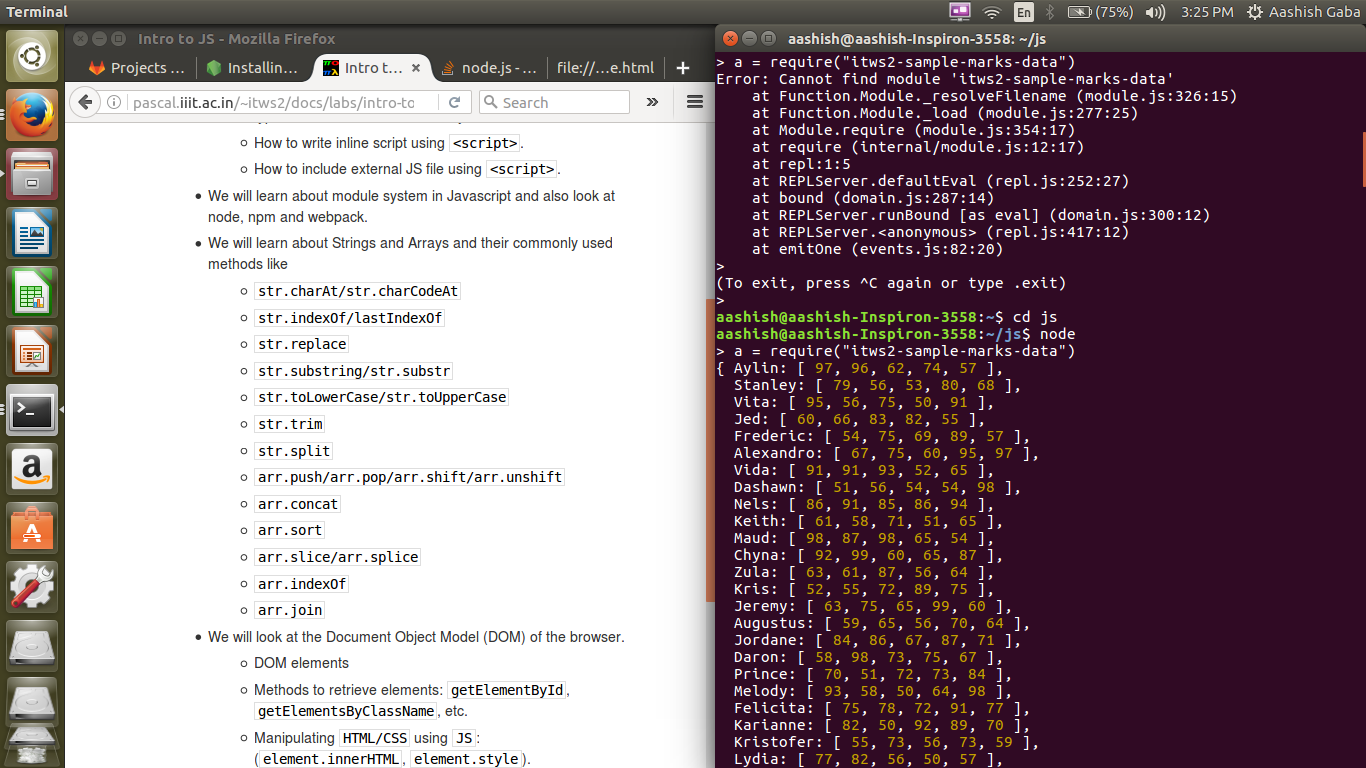 Terminal
En
(75%)
3:25 PM
Aashish Gaba
Intro to JS - Mozilla Firefox
Projects ...
Installin...
Intro t...
node.js - ...
file://...e.html
pascal.iiit.ac.in/~itws2/docs/labs/intro-to
Search
How to write inline script using <script>.
How to include external JS file using <script>.
We will learn about module system in Javascript and also look at
node, npm and webpack.
We will learn about Strings and Arrays and their commonly used
methods like
str.charAt/str.charCodeAt
str.indexOf/lastIndexOf
str.replace
str.substring/str.substr
str.toLowerCase/str.toUpperCase
str.trim
str.split
arr.push/arr.pop/arr.shift/arr.unshift
arr.concat
arr.sort
arr.slice/arr.splice
arr.indexOf
arr.join
We will look at the Document Object Model (DOM) of the browser.
DOM elements
Methods to retrieve elements: getElementById,
getElementsByClassName, etc.
Manipulating HTML/CSS using JS:
(element.innerHTML, element.style).
aashish@aashish-Inspiron-3558: ~/js
> a = require("itws2-sample-marks-data")
Error: Cannot find module 'itws2-sample-marks-data'
at Function.Module._resolveFilename (module.js:326:15)
at Function.Module._load (module.js:277:25)
at Module.require (module.js:354:17)
at require (internal/module.js:12:17)
at repl:1:5
at REPLServer.defaultEval (repl.js:252:27)
at bound (domain.js:287:14)
at REPLServer.runBound [as eval] (domain.js:300:12)
at REPLServer.<anonymous> (repl.js:417:12)
at emitOne (events.js:82:20)
>
(To exit, press ^C again or type .exit)
>
aashish@aashish-Inspiron-3558:~$ cd js
aashish@aashish-Inspiron-3558:~/js$ node
> a = require("itws2-sample-marks-data")
{ Aylin: [ 97, 96, 62, 74, 57 ],
Stanley: [ 79, 56, 53, 80, 68 ],
Vita: [ 95, 56, 75, 50, 91 ],
Jed: [ 60, 66, 83, 82, 55 ],
Frederic: [ 54, 75, 69, 89, 57 ],
Alexandro: [ 67, 75, 60, 95, 97 ],
Vida: [ 91, 91, 93, 52, 65 ],
Dashawn: [ 51, 56, 54, 54, 98 ],
Nels: [ 86, 91, 85, 86, 94 ],
Keith: [ 61, 58, 71, 51, 65 ],
Maud: [ 98, 87, 98, 65, 54 ],
Chyna: [ 92, 99, 60, 65, 87 ],
Zula: [ 63, 61, 87, 56, 64 ],
Kris: [ 52, 55, 72, 89, 75 ],
Jeremy: [ 63, 75, 65, 99, 60 ],
Augustus: [ 59, 65, 56, 70, 64 ],
Jordane: [ 84, 86, 67, 87, 71 ],
Daron: [ 58, 98, 73, 75, 67 ],
Prince: [ 70, 51, 72, 73, 84 ],
Melody: [ 93, 58, 50, 64, 98 ],
Felicita: [ 75, 78, 72, 91, 77 ],
Karianne: [ 82, 50, 92, 89, 70 ],
Kristofer: [ 55, 73, 56, 73, 59 ],
Lydia: [ 77, 82, 56, 50, 57 ],